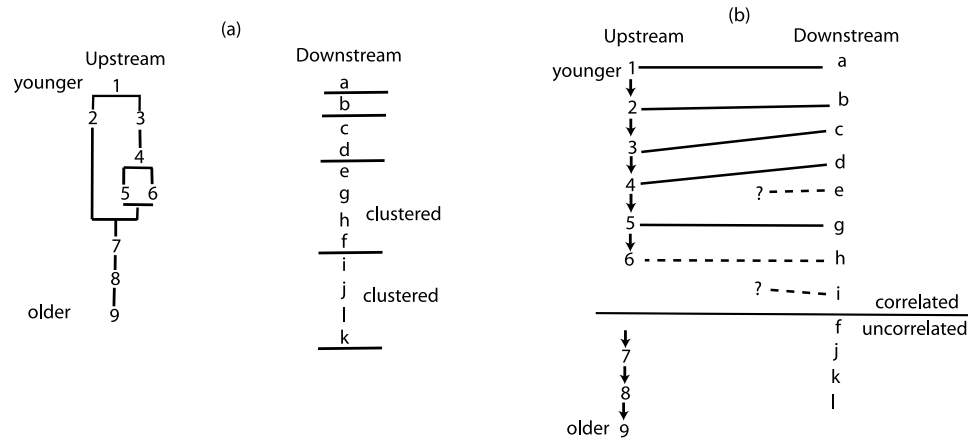 (a)
Upstream
Downstream
younger 1
2 3
4
5 6
7
8
older 9
a
b
c
d
e
g
h clustered
f
i
j clustered
l
k
(b)
Upstream Downstream
younger 1 a
2 b
3 c
4 d
? e
5 g
6 h
? i
correlated
f uncorrelated
7 j
8 k
older 9 l